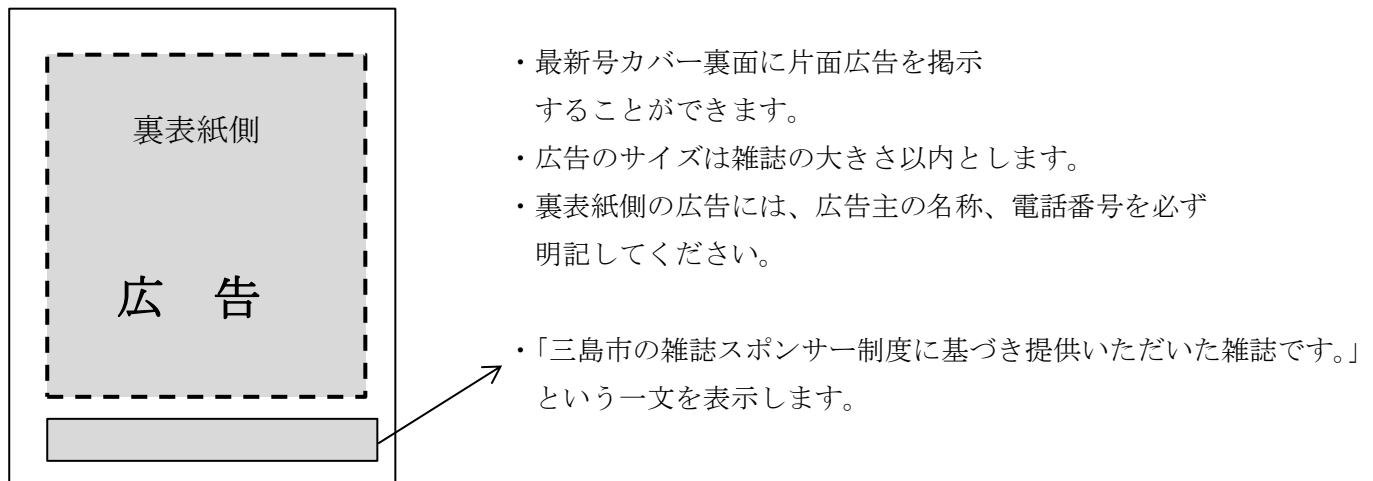 裏表紙側
広　告
・最新号カバー裏面に片面広告を掲示
することができます。
・広告のサイズは雑誌の大きさ以内とします。
・裏表紙側の広告には、広告主の名称、電話番号を必ず
明記してください。
・「三島市の雑誌スポンサー制度に基づき提供いただいた雑誌です。」
という一文を表示します。